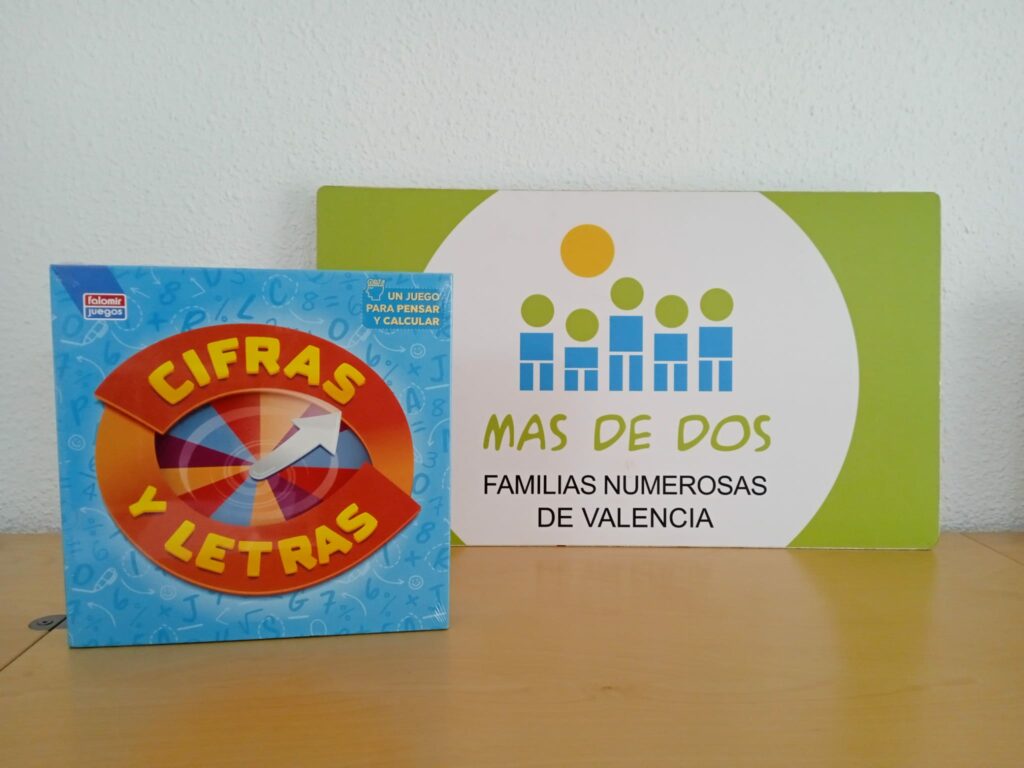 falomir
juegos
UN JUEGO
PARA PENSAR
Y CALCULAR
CIFRAS
Y LETRAS
MAS DE DOS
FAMILIAS NUMEROSAS
DE VALENCIA